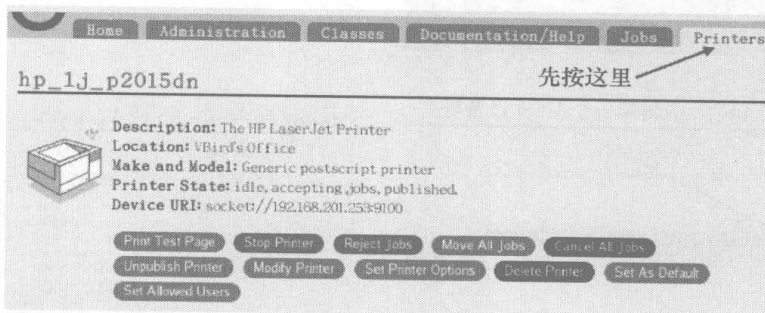 Home Administration Classes Documentation/Help Jobs Printers
hp_lj_p2015dn
先按这里
Description: The HP LaserJet Printer
Location: VBird's Office
Make and Model: Generic postscript printer
Printer State: idle, accepting jobs, published.
Device URI: socket://192.168.201.253:9100
Print Test Page Stop Printer Reject Jobs Move All Jobs Cancel All Jobs
Unpublish Printer Modify Printer Set Printer Options Delete Printer Set As Default
Set Allowed Users